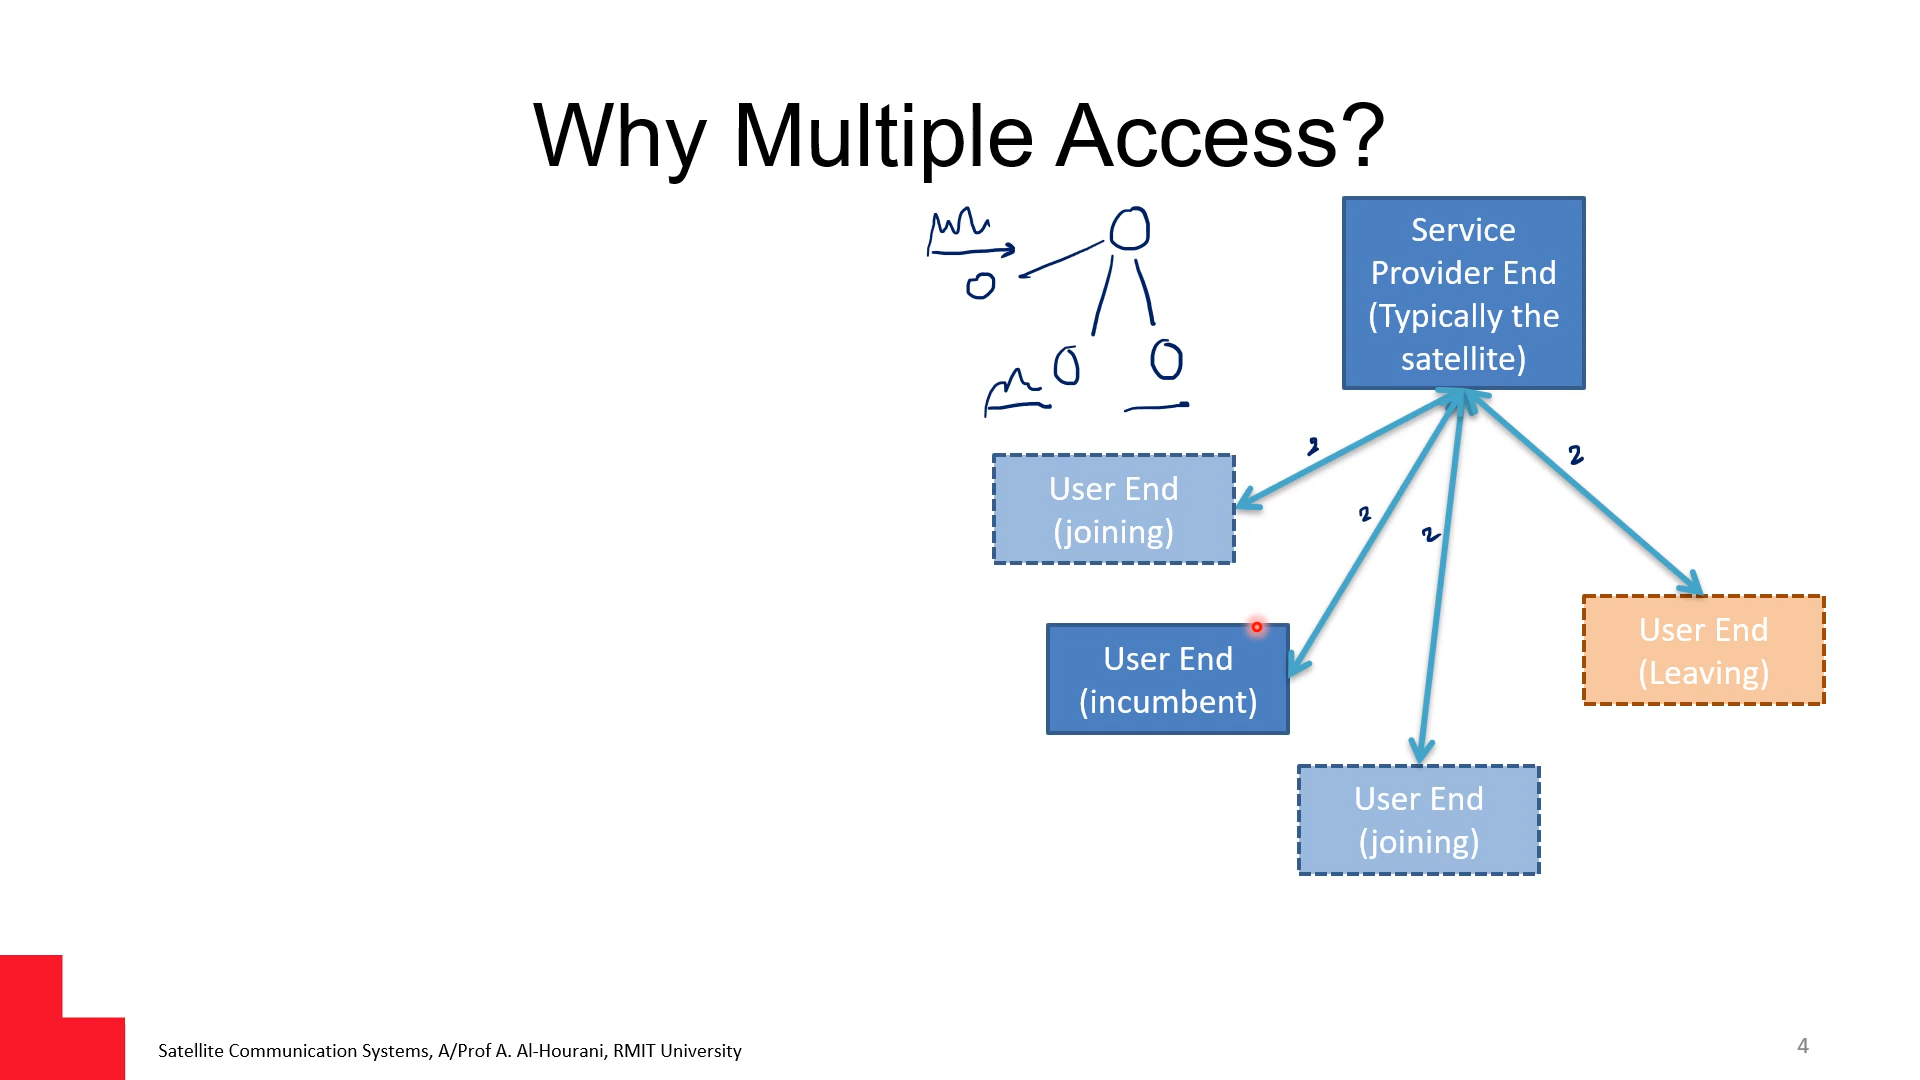 Why Multiple Access?
Service
Provider End
(Typically the
satellite)
2
2
2
2
User End
(joining)
User End
(incumbent)
User End
(Leaving)
User End
(joining)
Satellite Communication Systems, A/Prof A. Al-Hourani, RMIT University
4